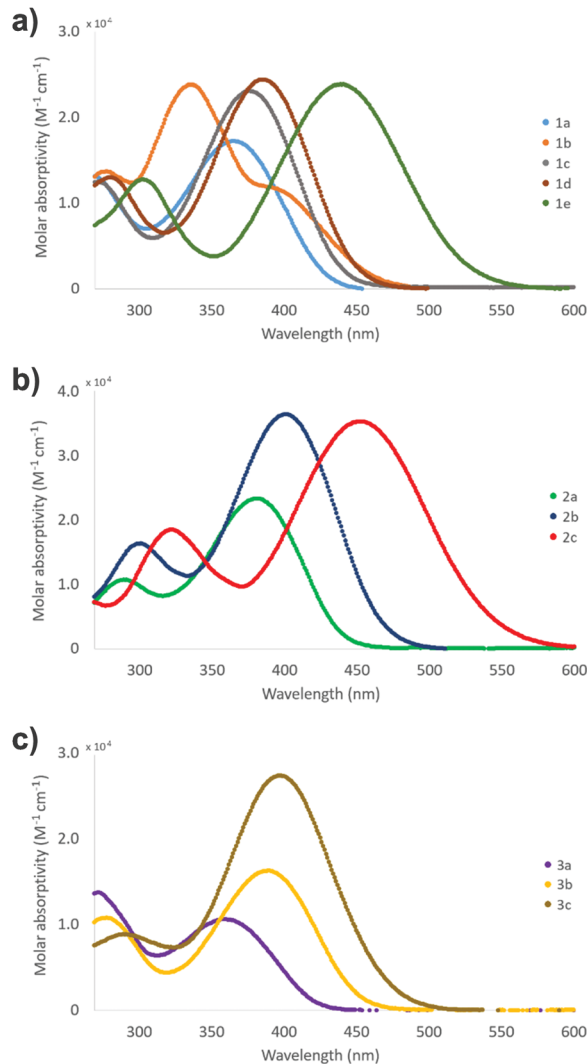 a)
x 10⁴
3.0
2.0
1.0
0
Molar absorptivity (M⁻¹ cm⁻¹)
300 350 400 450 500 550 600
Wavelength (nm)
1a
1b
1c
1d
1e
b)
x 10⁴
4.0
3.0
2.0
1.0
0
Molar absorptivity (M⁻¹ cm⁻¹)
300 350 400 450 500 550 600
Wavelength (nm)
2a
2b
2c
c)
x 10⁴
3.0
2.0
1.0
0
Molar absorptivity (M⁻¹ cm⁻¹)
300 350 400 450 500 550 600
Wavelength (nm)
3a
3b
3c